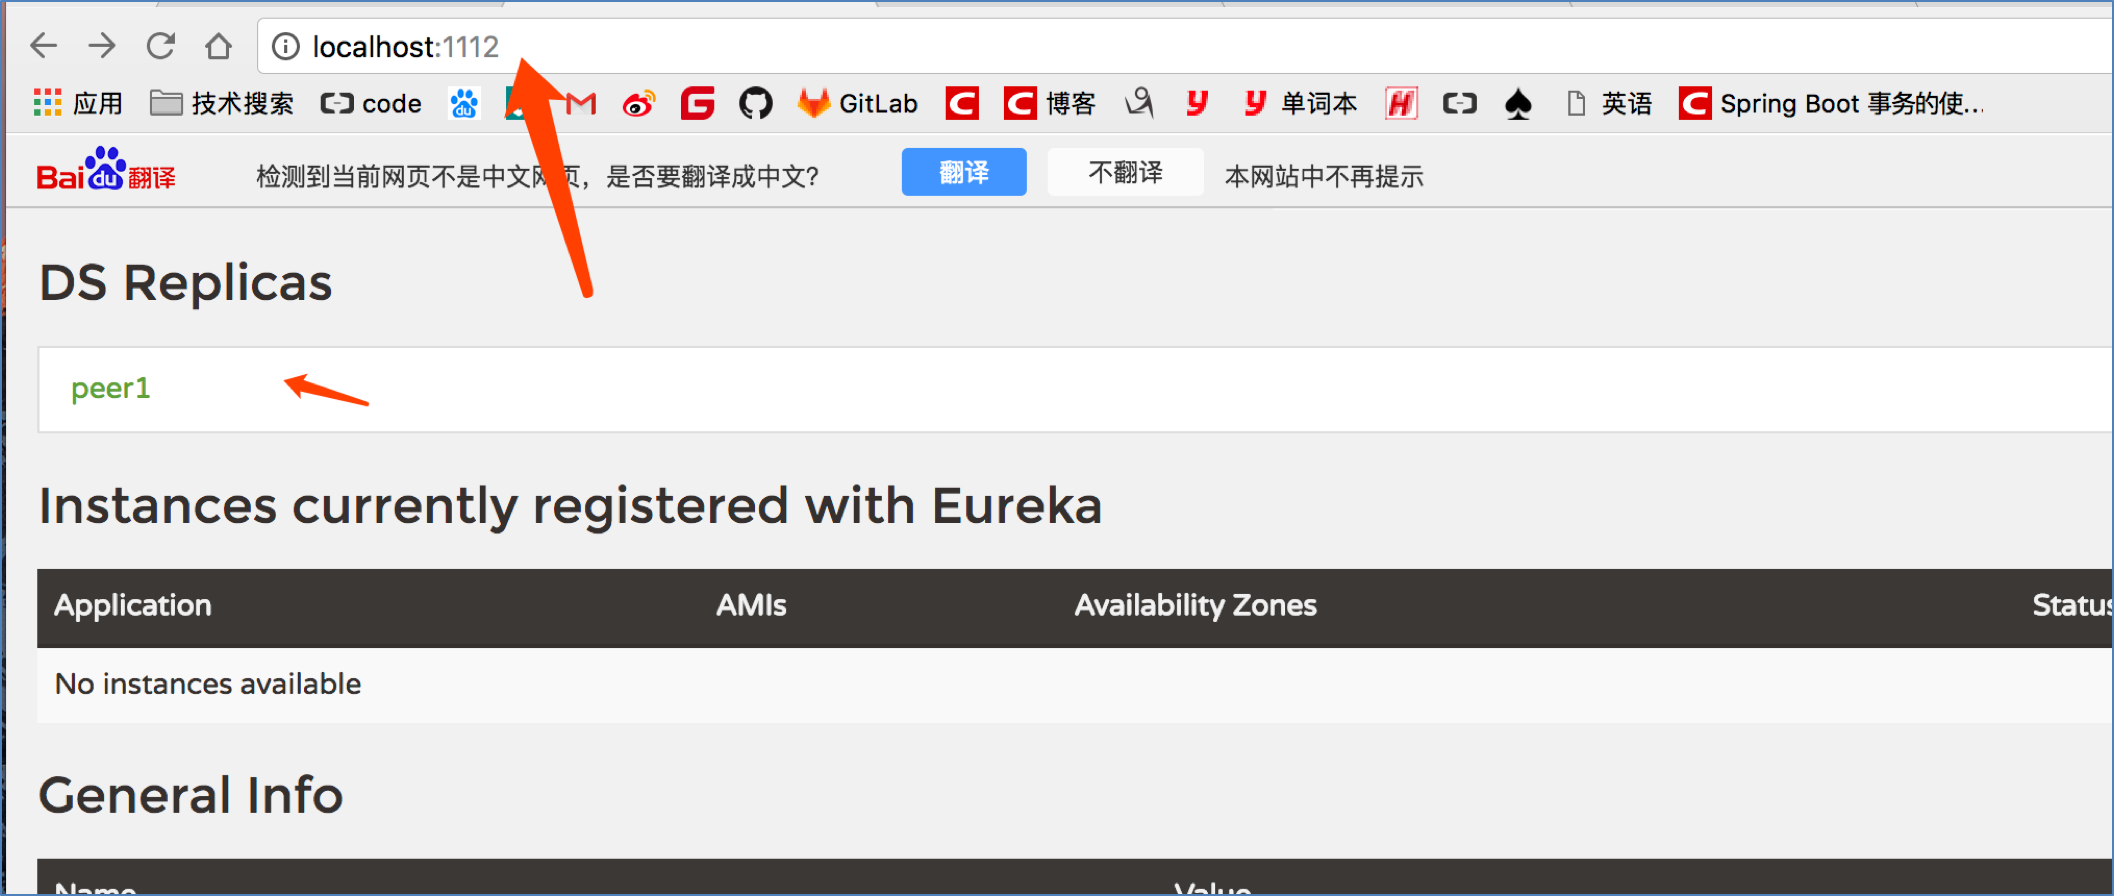 localhost:1112
应用 技术搜索 code GitLab 博客 单词本 英语 Spring Boot 事务的使...
Bai du 翻译 检测到当前网页不是中文网页，是否要翻译成中文? 翻译 不翻译 本网站中不再提示
DS Replicas
peer1
Instances currently registered with Eureka
Application AMIs Availability Zones Status
No instances available
General Info
Name Value